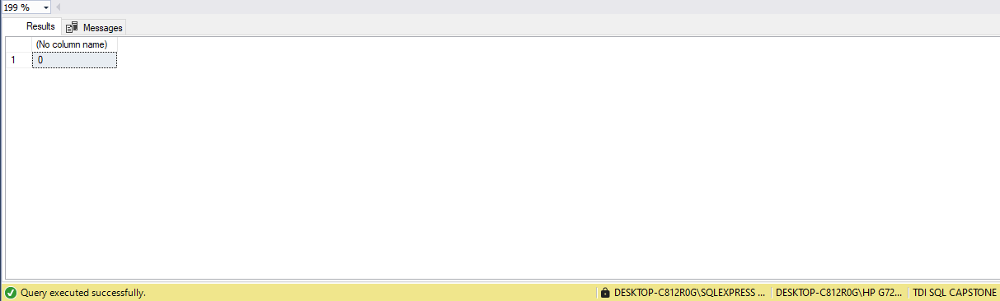 199 %
Results Messages
(No column name)
1 0
Query executed successfully. DESKTOP-C812R0G\SQLEXPRESS ... DESKTOP-C812R0G\HP G72... TDI SQL CAPSTONE